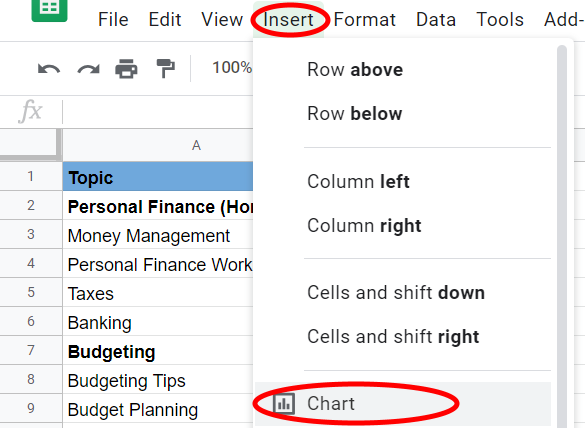 File Edit View Insert Format Data Tools Add-
100%
fx
A
1 Topic
2 Personal Finance (Hor
3 Money Management
4 Personal Finance Work
5 Taxes
6 Banking
7 Budgeting
8 Budgeting Tips
9 Budget Planning
Row above
Row below
Column left
Column right
Cells and shift down
Cells and shift right
Chart